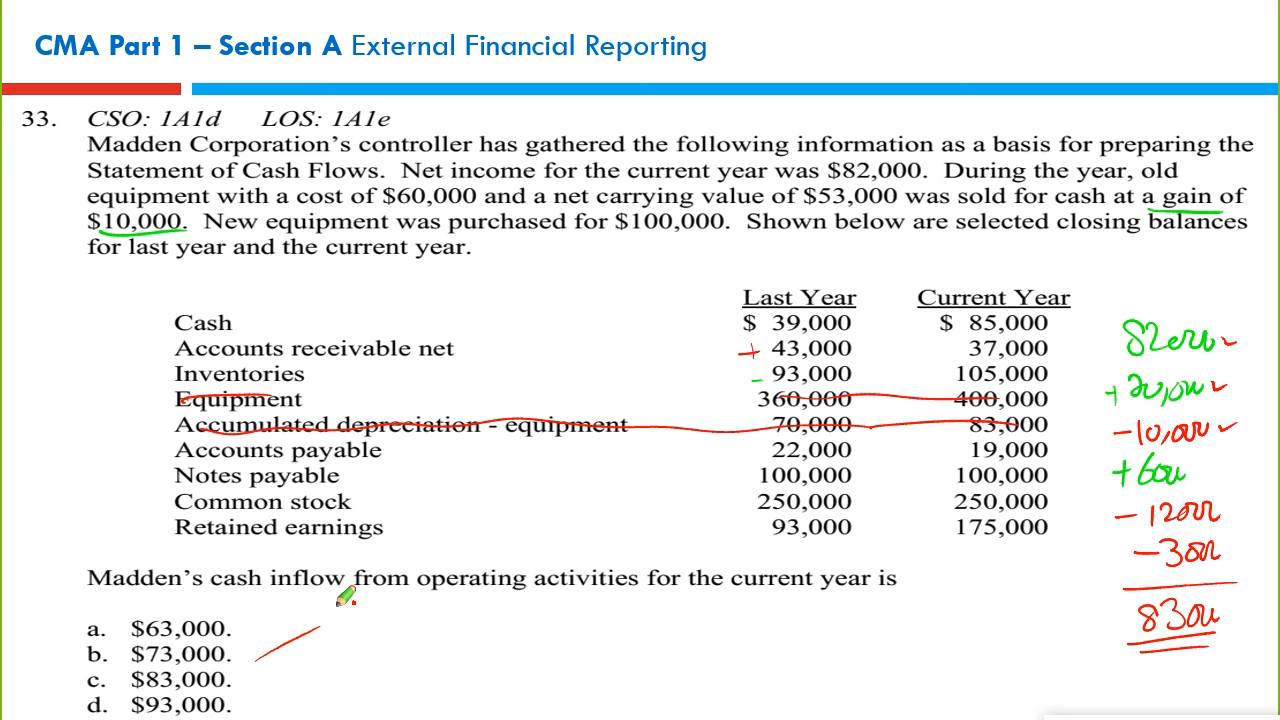 CMA Part 1 – Section A External Financial Reporting
33. CSO: 1A1d LOS: 1A1e
Madden Corporation's controller has gathered the following information as a basis for preparing the
Statement of Cash Flows. Net income for the current year was $82,000. During the year, old
equipment with a cost of $60,000 and a net carrying value of $53,000 was sold for cash at a gain of
$10,000. New equipment was purchased for $100,000. Shown below are selected closing balances
for last year and the current year.
Last Year Current Year
Cash $ 39,000 $ 85,000
Accounts receivable net + 43,000 37,000
Inventories - 93,000 105,000
Equipment 360,000 400,000
Accumulated depreciation - equipment 70,000 83,000
Accounts payable 22,000 19,000
Notes payable 100,000 100,000
Common stock 250,000 250,000
Retained earnings 93,000 175,000
82000
+20,000
-10,000
+6000
-12000
-3000
83000
Madden's cash inflow from operating activities for the current year is
a. $63,000.
b. $73,000.
c. $83,000.
d. $93,000.